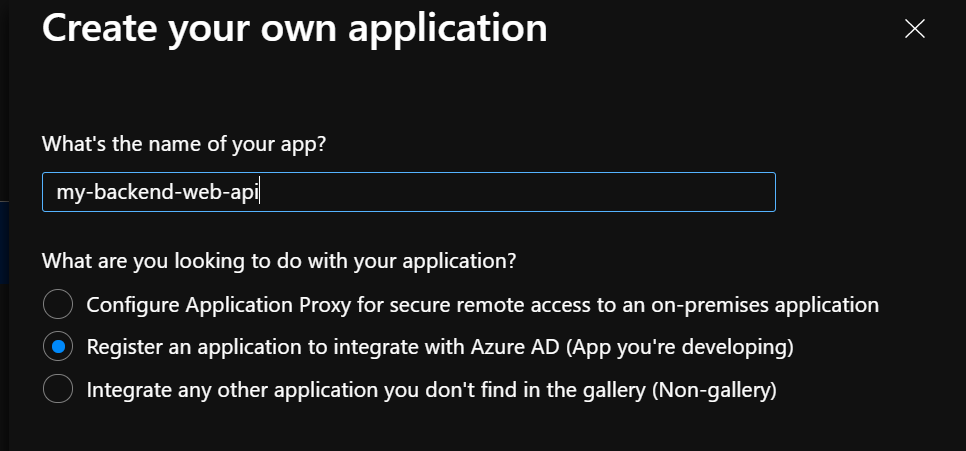 Create your own application
What's the name of your app?
my-backend-web-api
What are you looking to do with your application?
Configure Application Proxy for secure remote access to an on-premises application
Register an application to integrate with Azure AD (App you're developing)
Integrate any other application you don't find in the gallery (Non-gallery)